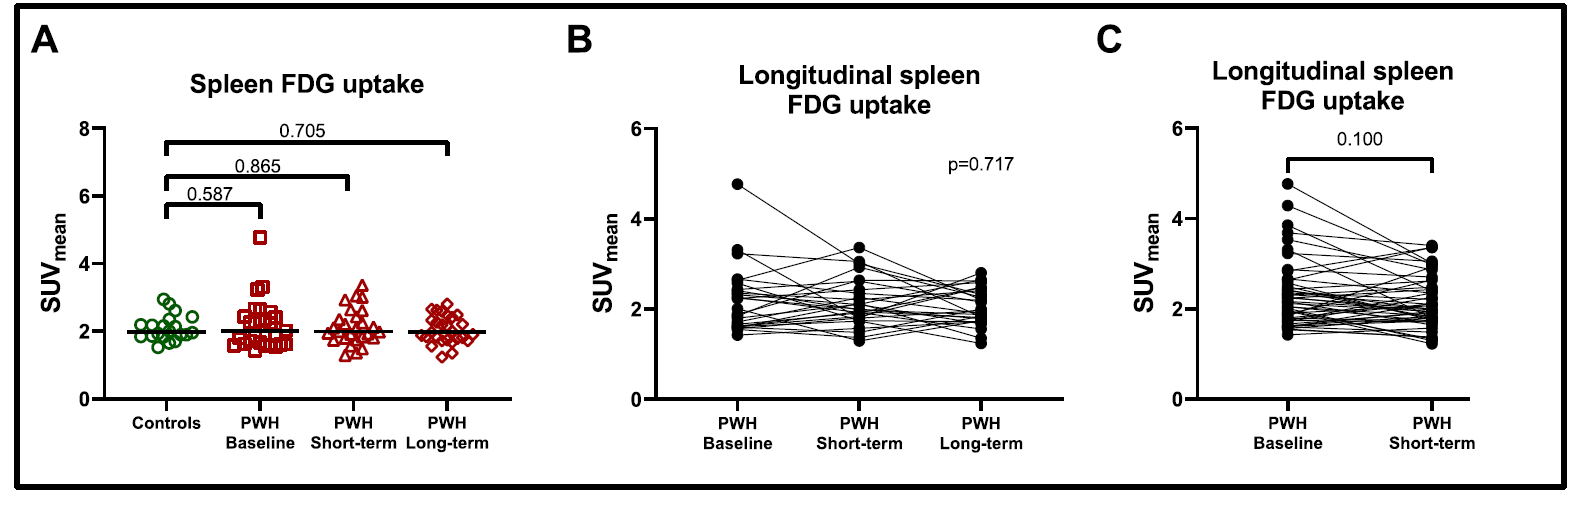 A
Spleen FDG uptake
8
6
4
2
0
SUVmean
0.705
0.865
0.587
Controls
PWH
Baseline
PWH
Short-term
PWH
Long-term
B
Longitudinal spleen
FDG uptake
6
4
2
0
SUVmean
p=0.717
PWH
Baseline
PWH
Short-term
PWH
Long-term
C
Longitudinal spleen
FDG uptake
6
4
2
0
SUVmean
0.100
PWH
Baseline
PWH
Short-term